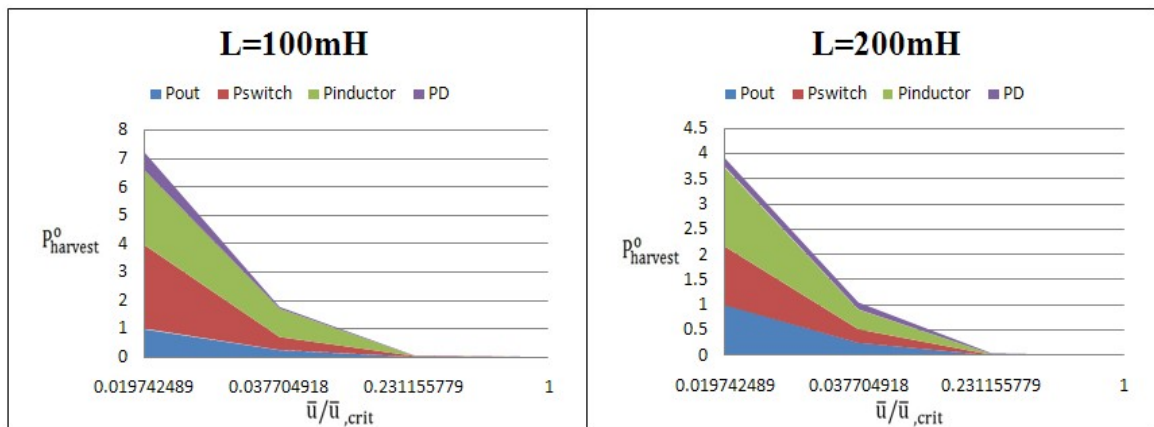 L=100mH
Pout Pswitch Pinductor PD
8
7
6
5
4
3
2
1
0
P°harvest
0.019742489 0.0377704918 0.231155779 1
ū/ū,crit
L=200mH
Pout Pswitch Pinductor PD
4.5
4
3.5
3
2.5
2
1.5
1
0.5
0
P°harvest
0.019742489 0.0377704918 0.231155779 1
ū/ū,crit